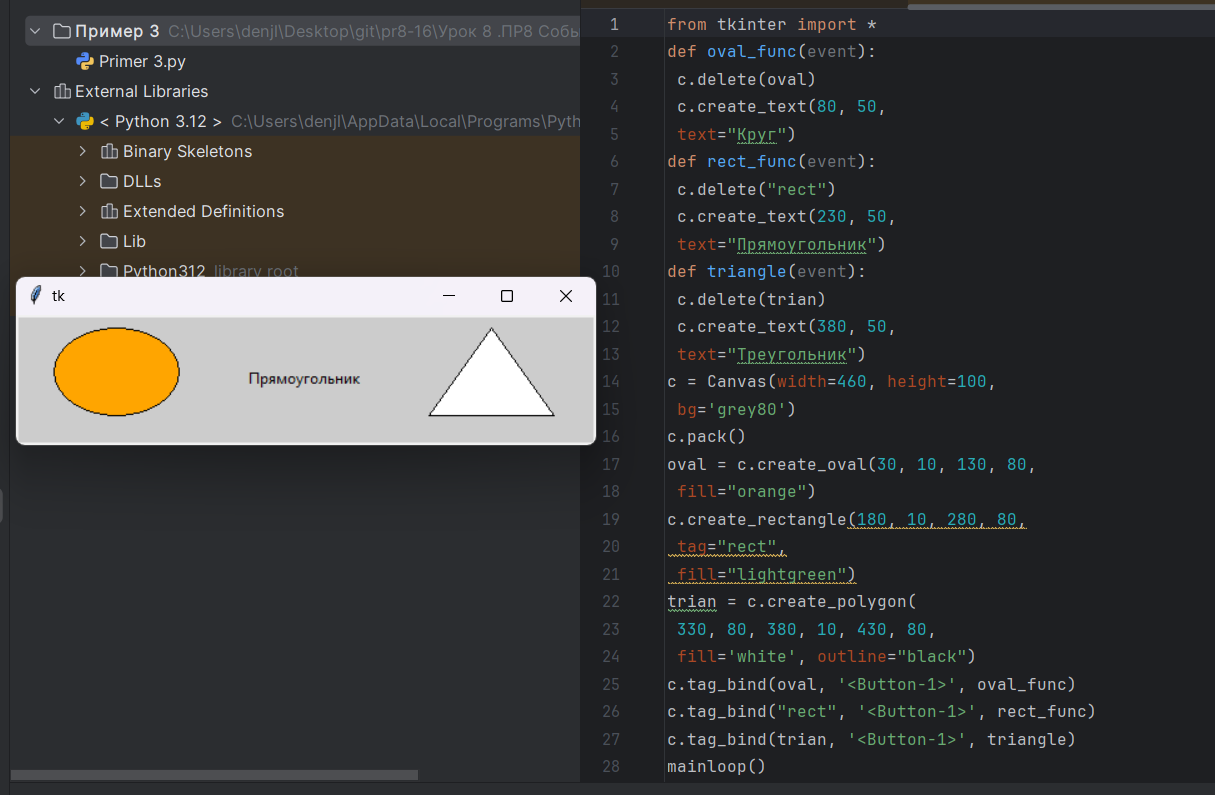 Пример 3 C:\Users\denjl\Desktop\git\pr8-16\Урок 8 .ПР8 Собы
Primer 3.py
External Libraries
< Python 3.12 > C:\Users\denjl\AppData\Local\Programs\Pyth
Binary Skeletons
DLLs
Extended Definitions
Lib
Python312 library root
tk
Прямоугольник
1 from tkinter import *
2 def oval_func(event):
3 c.delete(oval)
4 c.create_text(80, 50,
5 text="Круг")
6 def rect_func(event):
7 c.delete("rect")
8 c.create_text(230, 50,
9 text="Прямоугольник")
10 def triangle(event):
11 c.delete(trian)
12 c.create_text(380, 50,
13 text="Треугольник")
14 c = Canvas(width=460, height=100,
15 bg='grey80')
16 c.pack()
17 oval = c.create_oval(30, 10, 130, 80,
18 fill="orange")
19 c.create_rectangle(180, 10, 280, 80,
20 tag="rect",
21 fill="lightgreen")
22 trian = c.create_polygon(
23 330, 80, 380, 10, 430, 80,
24 fill='white', outline="black")
25 c.tag_bind(oval, '<Button-1>', oval_func)
26 c.tag_bind("rect", '<Button-1>', rect_func)
27 c.tag_bind(trian, '<Button-1>', triangle)
28 mainloop()